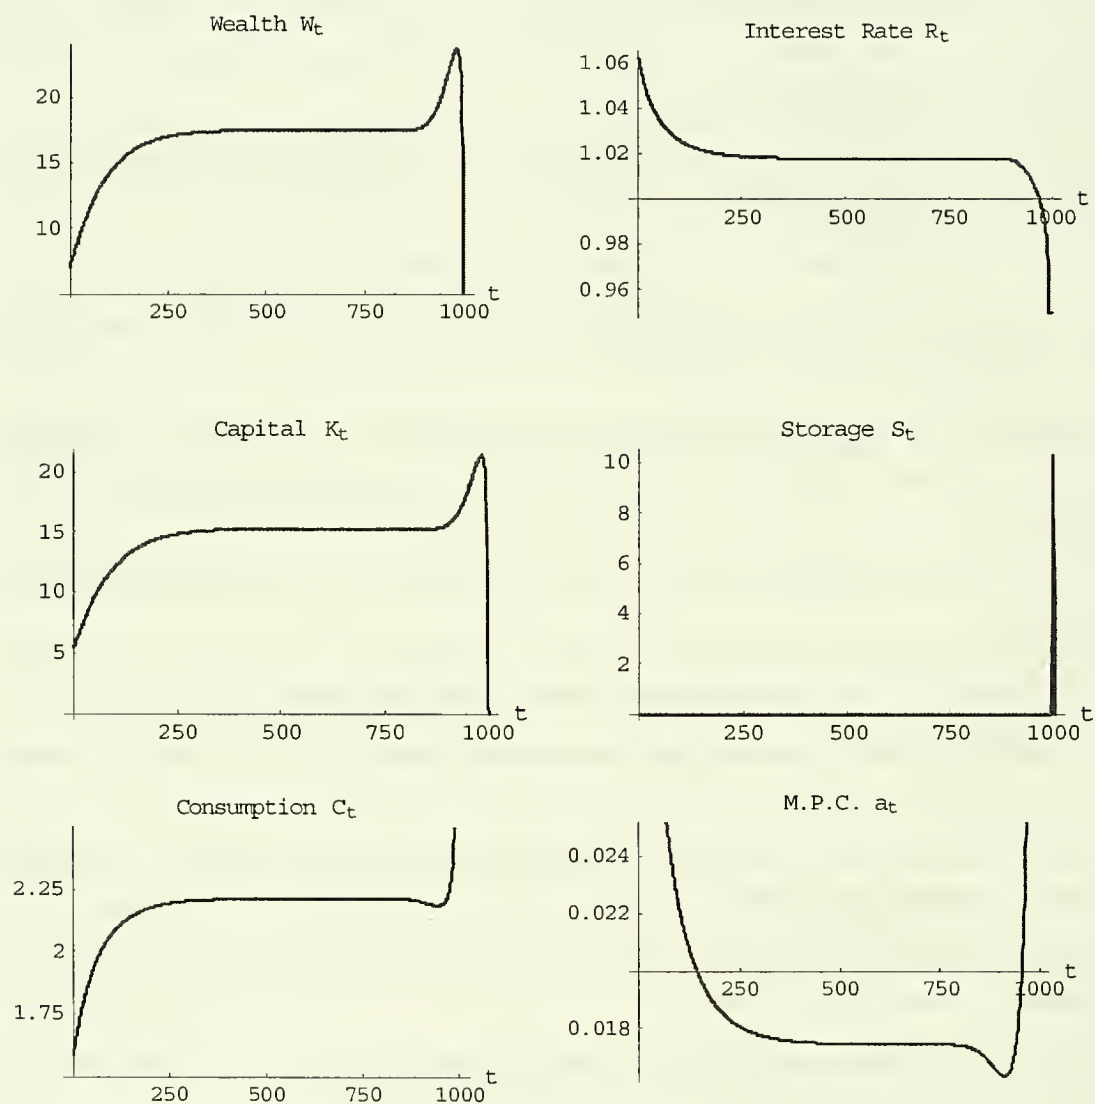 Wealth Wt
20
15
10
250 500 750 1000 t
Interest Rate Rt
1.06
1.04
1.02
0.98
0.96
250 500 750 1000 t
Capital Kt
20
15
10
5
250 500 750 1000 t
Storage St
10
8
6
4
2
250 500 750 1000 t
Consumption Ct
2.25
2
1.75
250 500 750 1000 t
M.P.C. at
0.024
0.022
0.018
250 500 750 1000 t